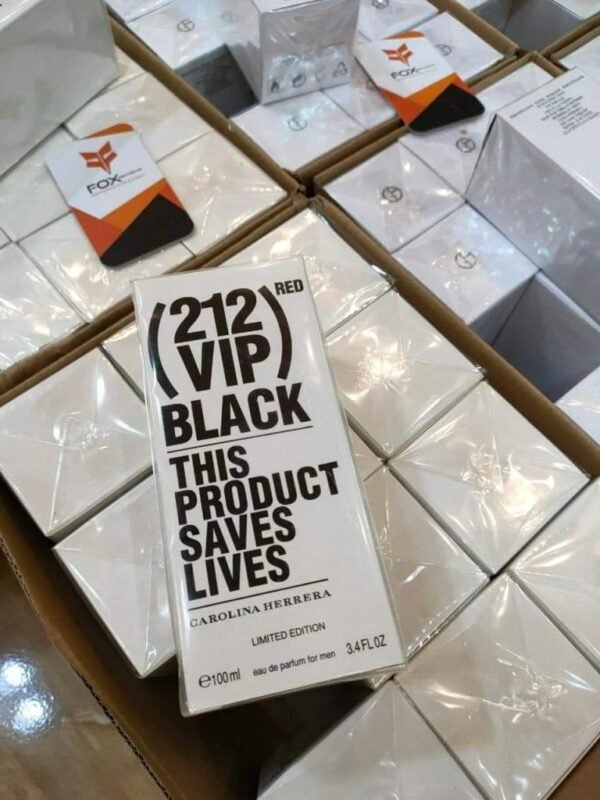 FOX
FOX
(212) RED
VIP
BLACK
THIS
PRODUCT
SAVES
LIVES
CAROLINA HERRERA
LIMITED EDITION
e100ml eau de parfum for men 3.4 FL OZ